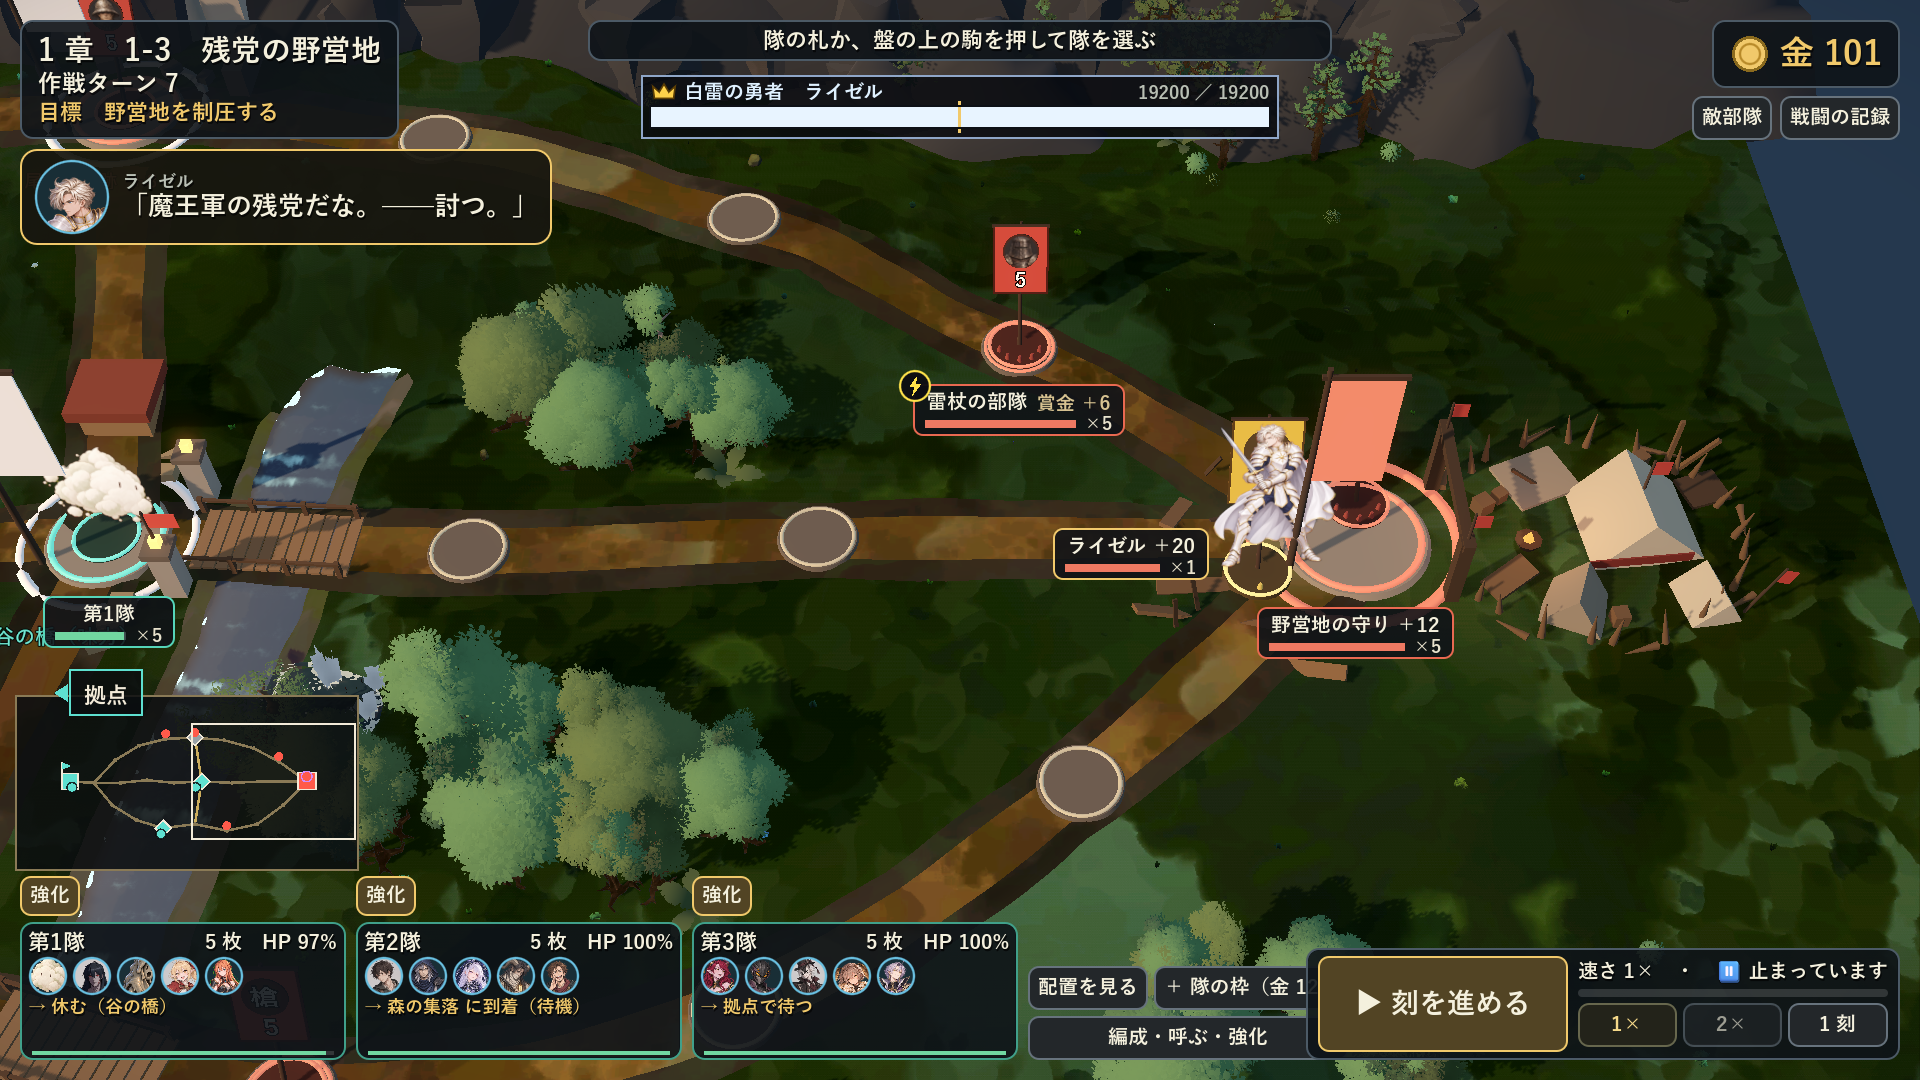 1 章　1-3　残党の野営地
作戦ターン 7
目標　野営地を制圧する
隊の札か、盤の上の駒を押して隊を選ぶ
白雷の勇者　ライゼル
19200 ／ 19200
金 101
敵部隊
戦闘の記録
ライゼル
「魔王軍の残党だな。――討つ。」
5
雷杖の部隊 賞金 +6
×5
ライゼル +20
×1
野営地の守り +12
×5
第1隊
×5
谷の橋
拠点
強化
強化
強化
第1隊 5 枚 HP 97%
→ 休む（谷の橋）
第2隊 5 枚 HP 100%
→ 森の集落 に到着（待機）
第3隊 5 枚 HP 100%
→ 拠点で待つ
槍
5
配置を見る
+ 隊の枠（金 1
編成・呼ぶ・強化
▶ 刻を進める
速さ 1× ・ ⏸ 止まっています
1×
2×
1 刻